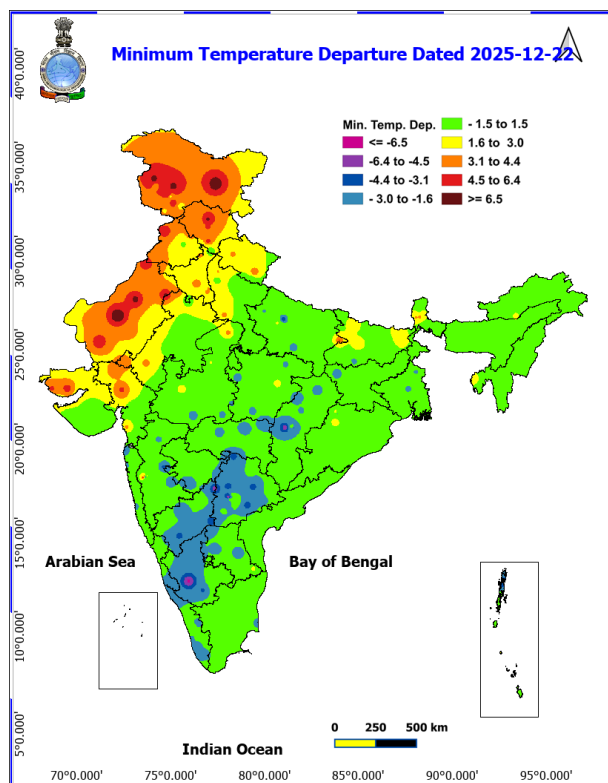 Minimum Temperature Departure Dated 2025-12-22
Min. Temp. Dep.
<= -6.5
-6.4 to -4.5
-4.4 to -3.1
- 3.0 to -1.6
- 1.5 to 1.5
1.6 to 3.0
3.1 to 4.4
4.5 to 6.4
>= 6.5
40°0.000'
35°0.000'
30°0.000'
25°0.000'
20°0.000'
15°0.000'
10°0.000'
5°0.000'
Arabian Sea
Bay of Bengal
Indian Ocean
0 250 500 km
70°0.000' 75°0.000' 80°0.000' 85°0.000' 90°0.000' 95°0.000'